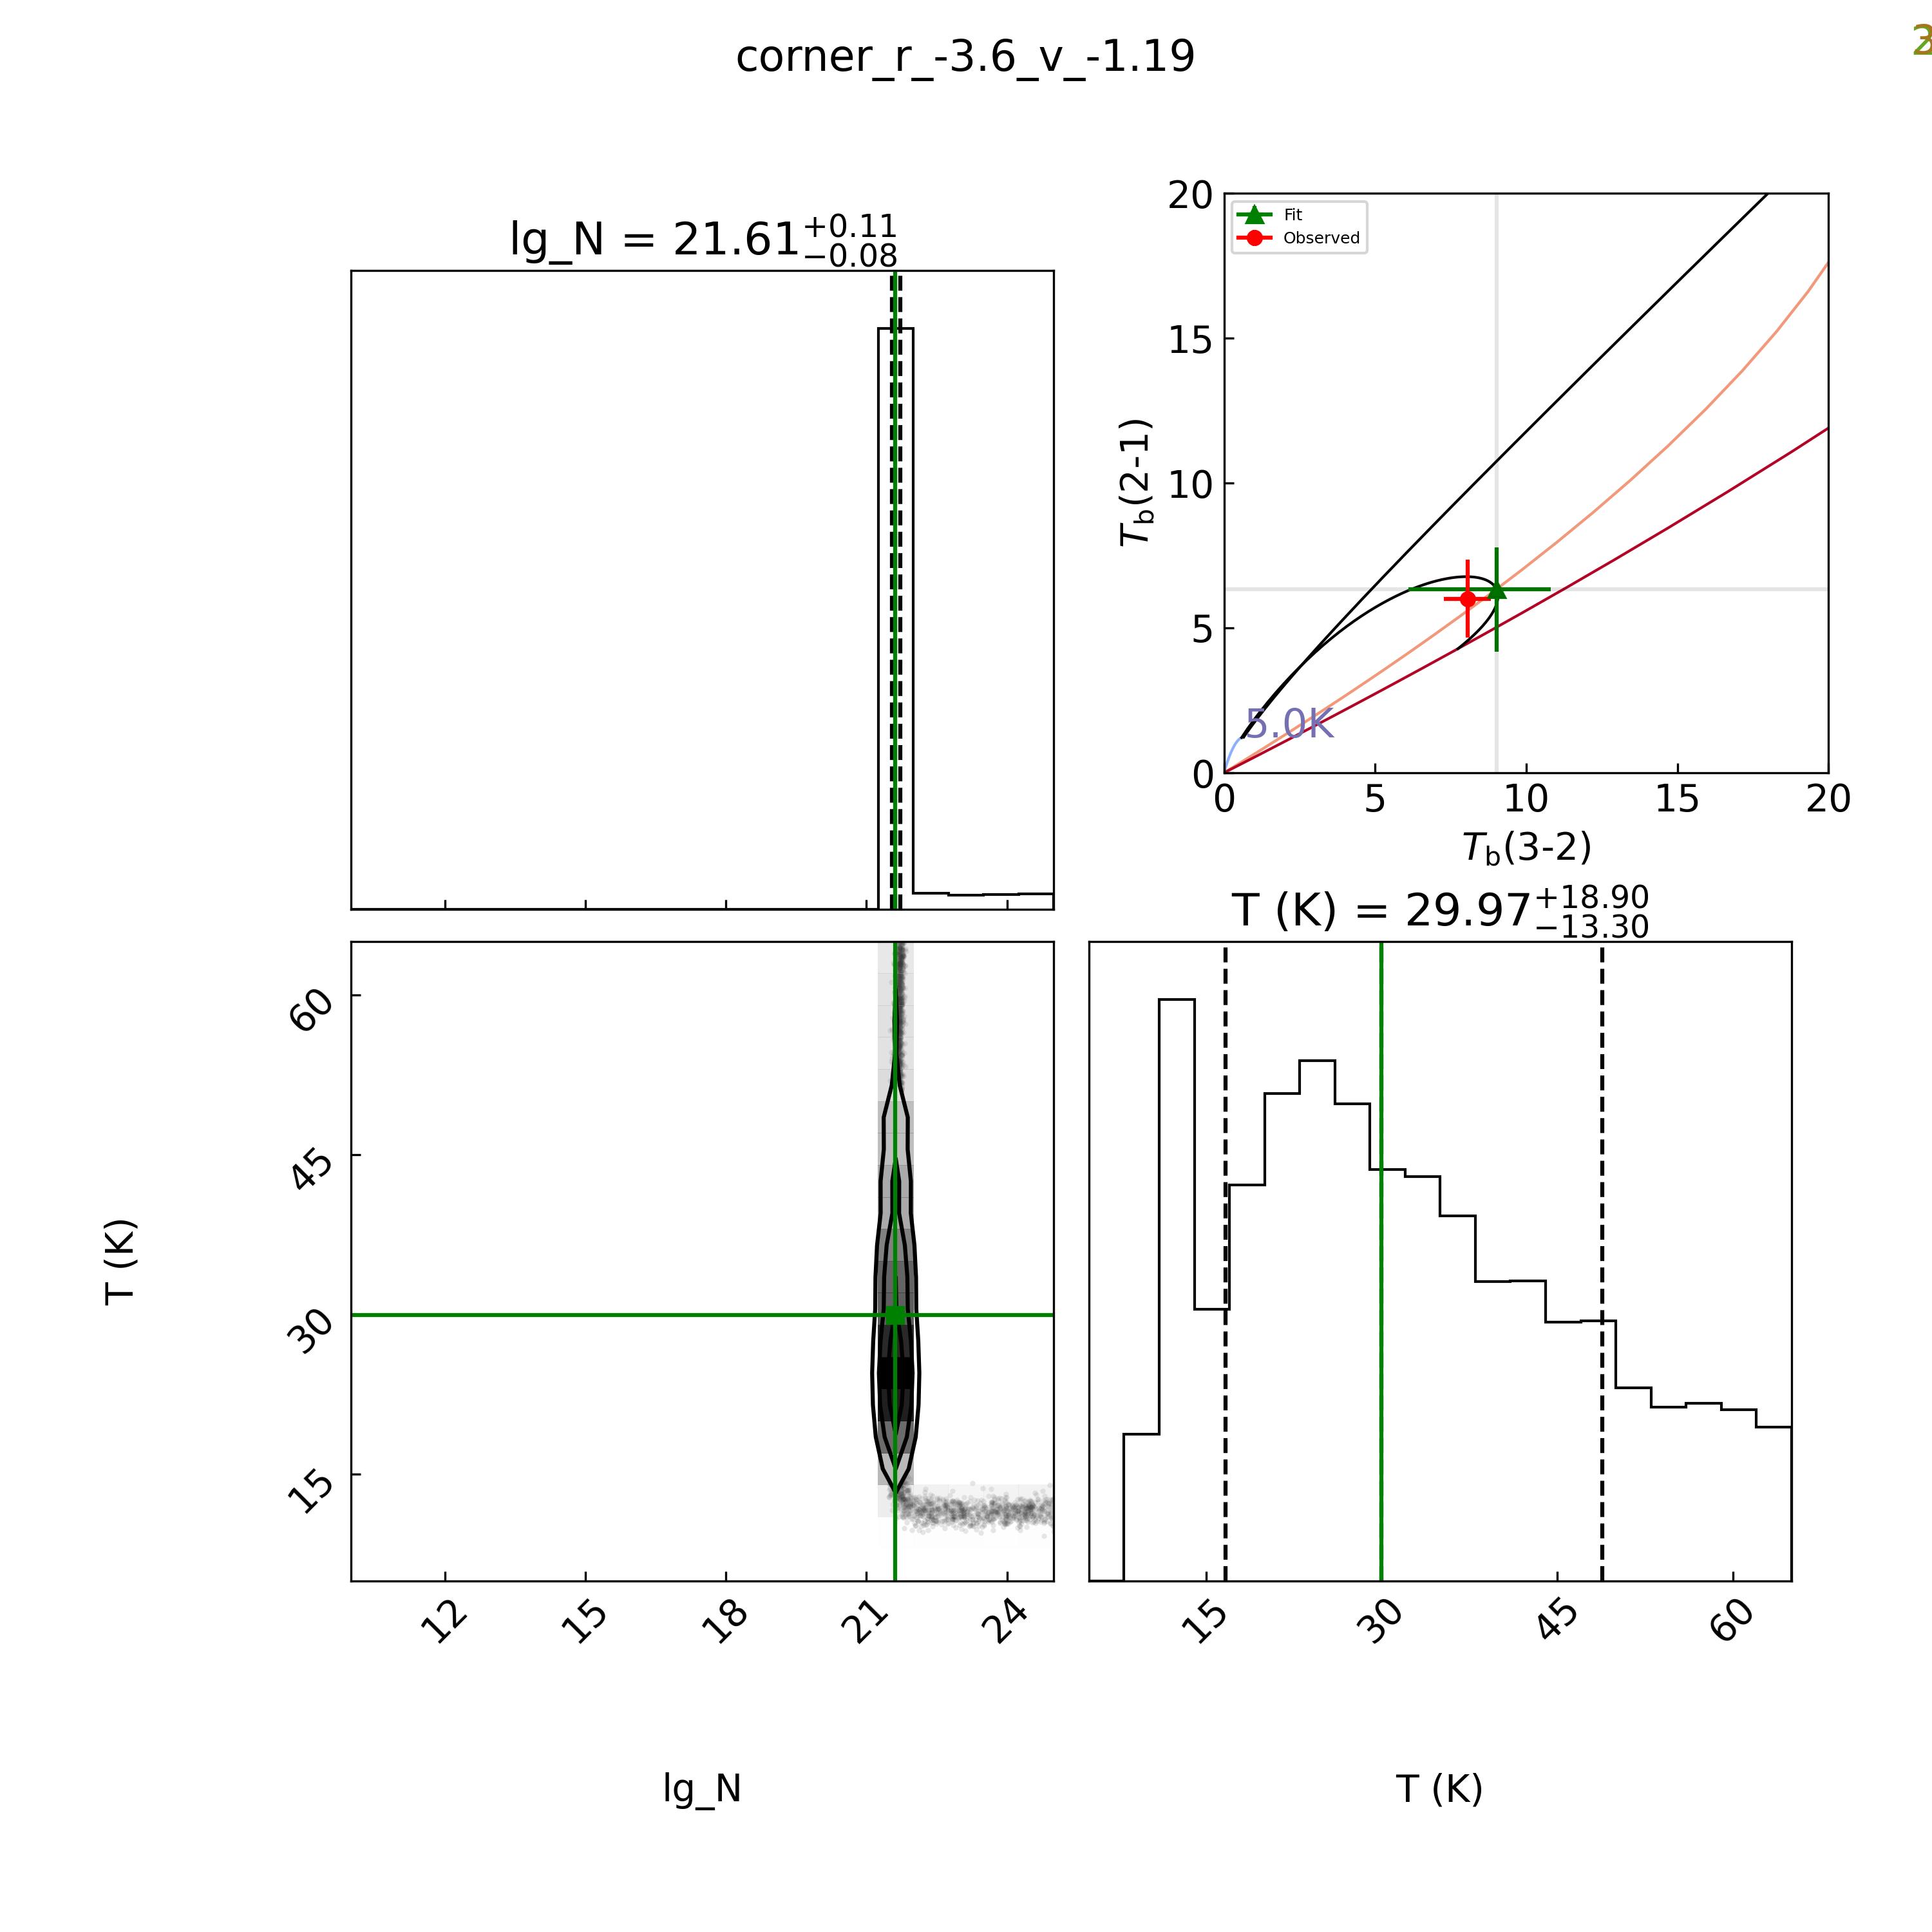 corner_r_-3.6_v_-1.19
lg_N = 21.61+0.11−0.08
20
15
10
5
0
Fit
Observed
5.0K
Tb(2-1)
0 5 10 15 20
Tb(3-2)
T (K) = 29.97+18.90−13.30
60
45
30
15
T (K)
12 15 18 21 24
15 30 45 60
lg_N
T (K)